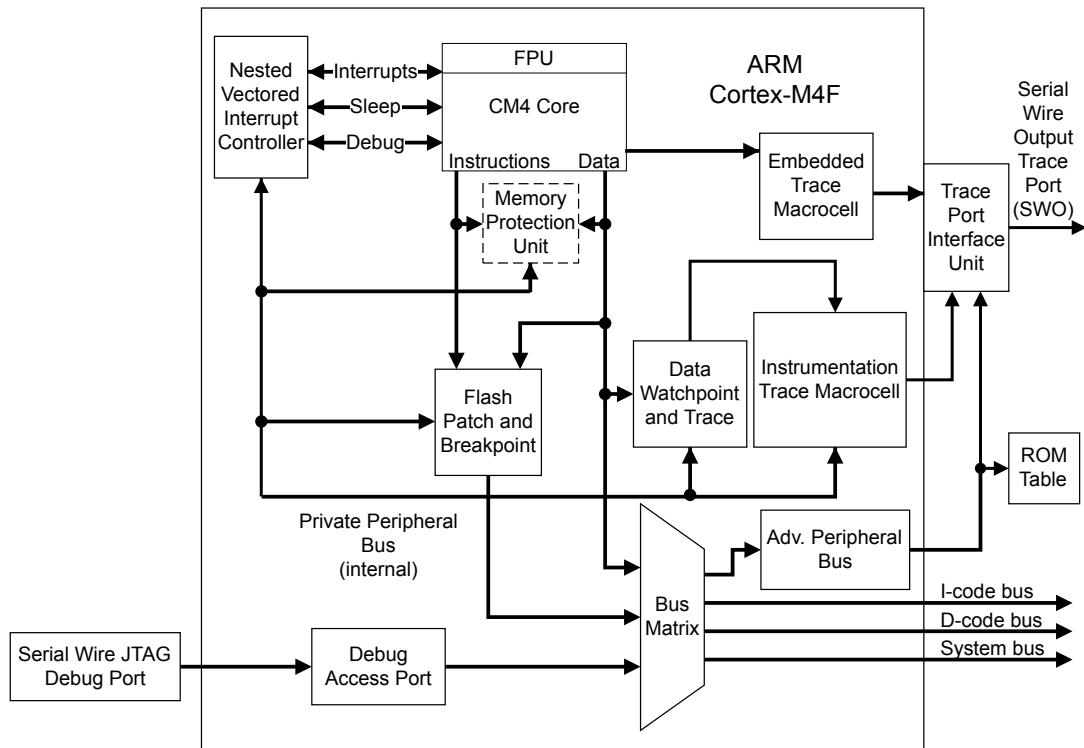 FPU
CM4 Core
Instructions Data
Nested
Vectored
Interrupt
Controller
Interrupts
Sleep
Debug
ARM
Cortex-M4F
Memory
Protection
Unit
Embedded
Trace
Macrocell
Trace
Port
Interface
Unit
Serial
Wire
Output
Trace
Port
(SWO)
Flash
Patch and
Breakpoint
Data
Watchpoint
and Trace
Instrumentation
Trace Macrocell
ROM
Table
Private Peripheral
Bus
(internal)
Bus
Matrix
Adv. Peripheral
Bus
I-code bus
D-code bus
System bus
Serial Wire JTAG
Debug Port
Debug
Access Port